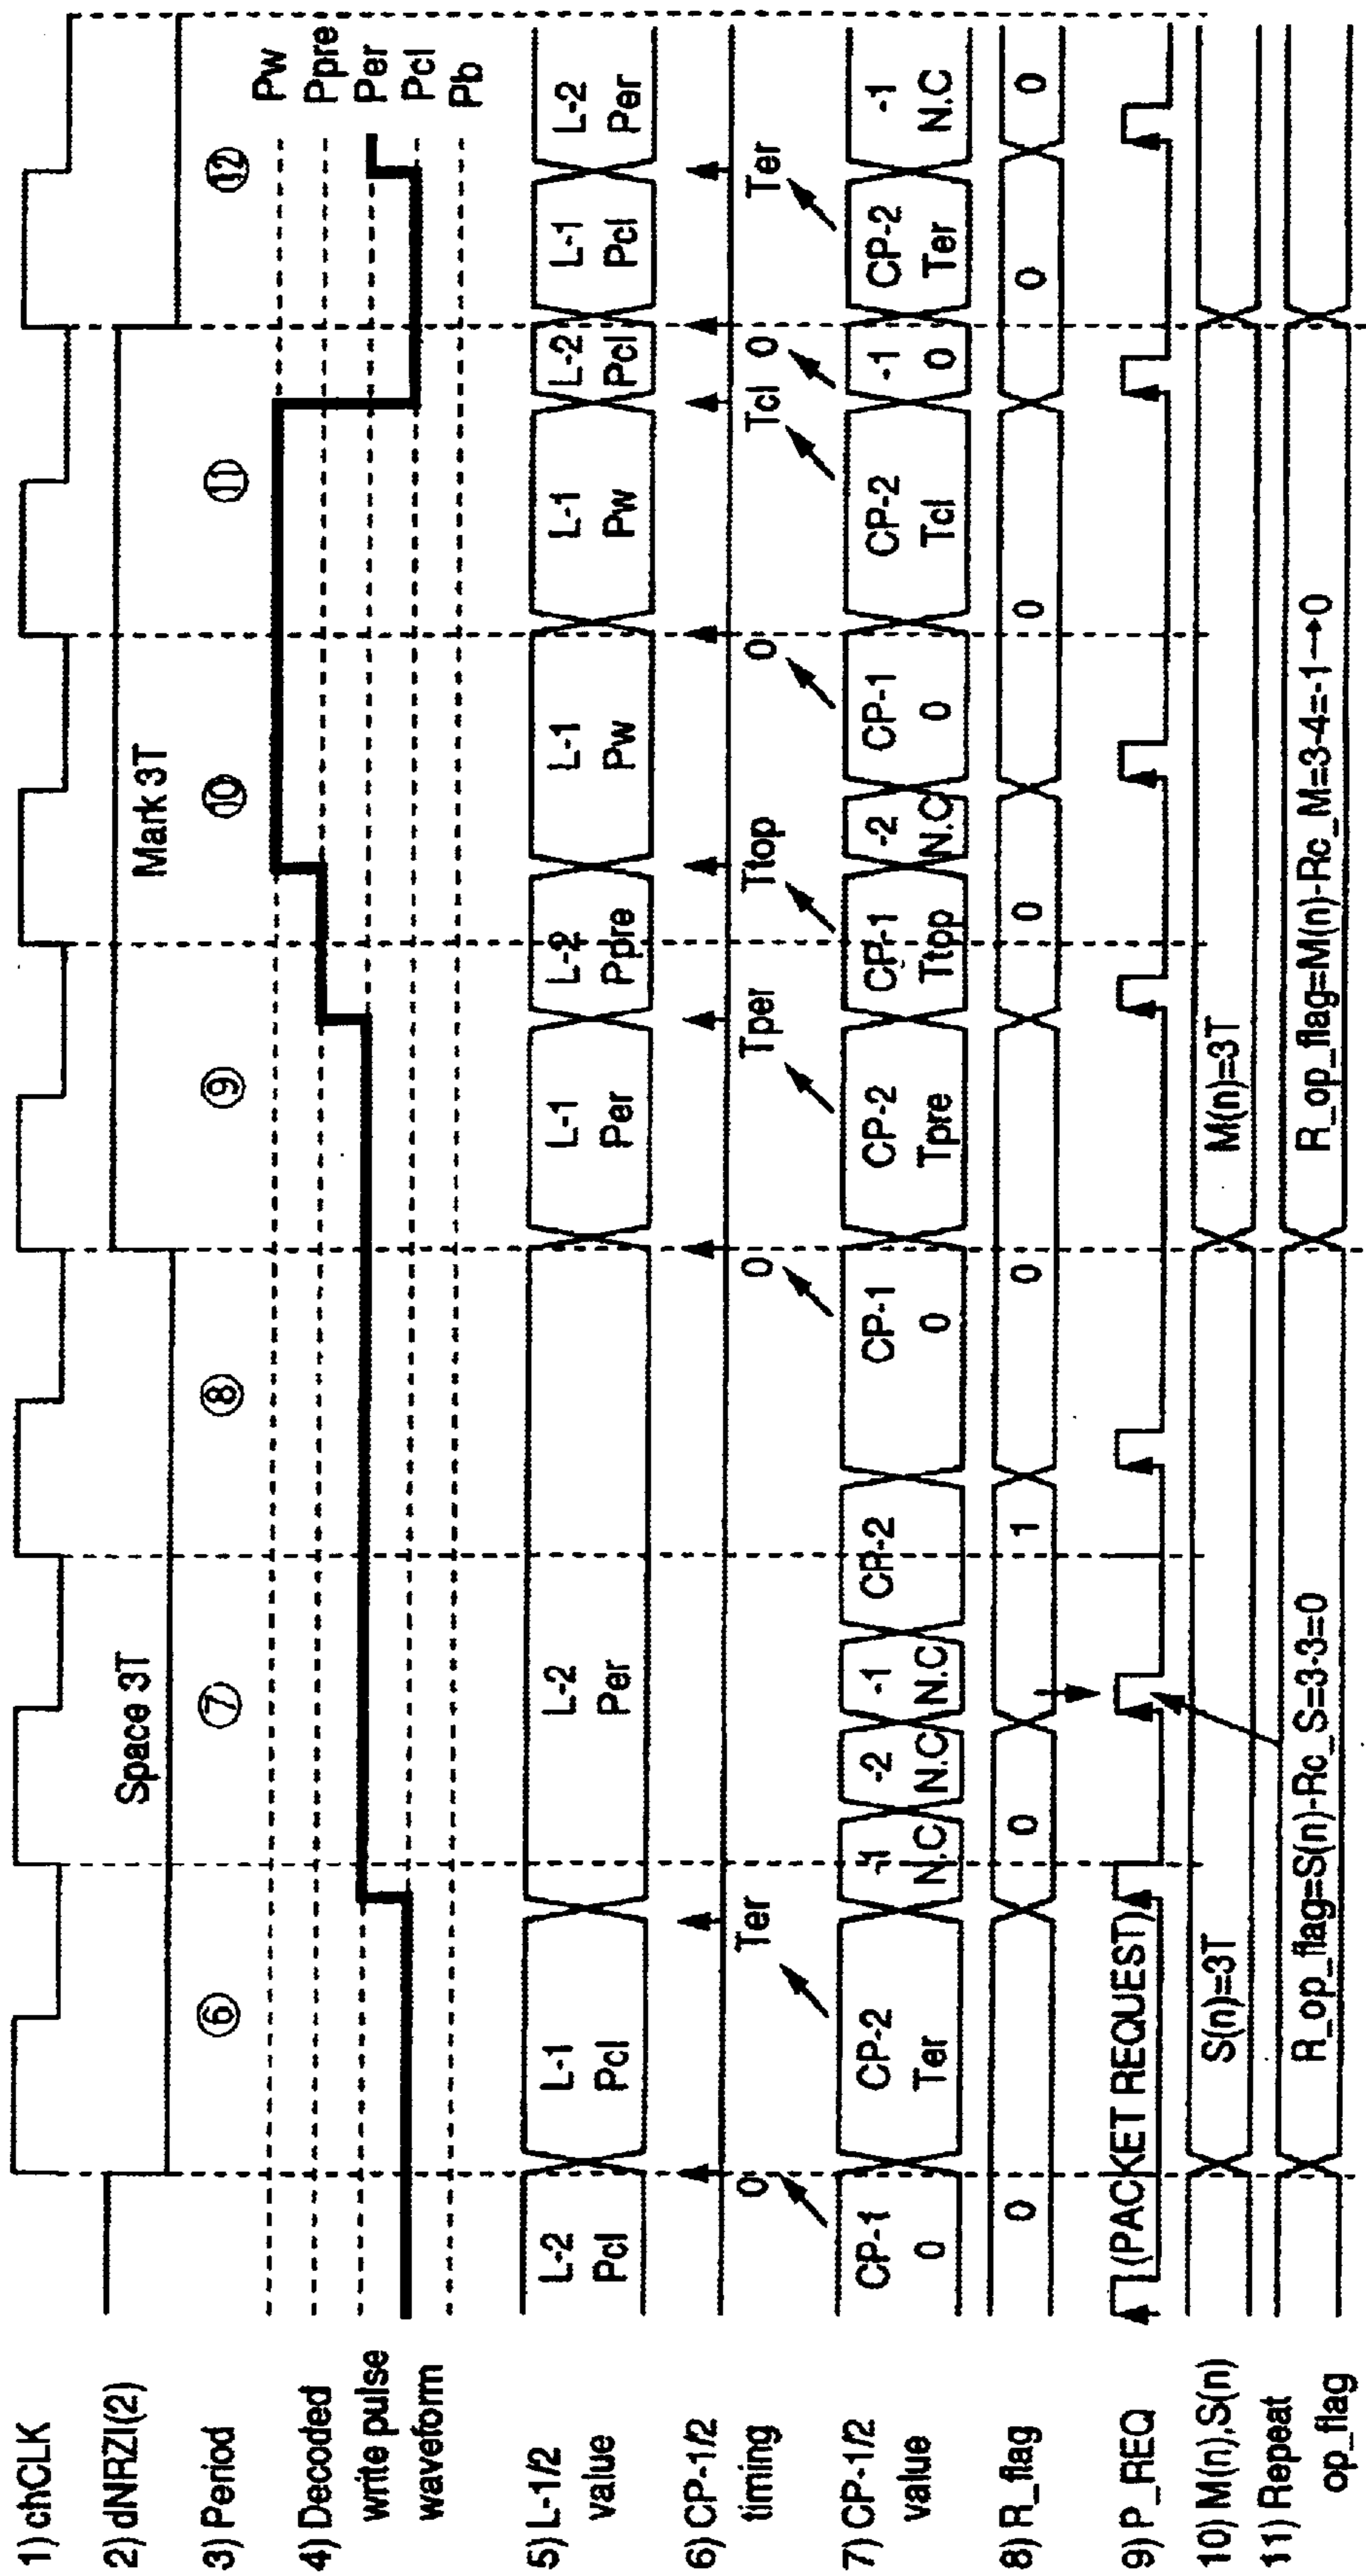 1) chCLK
2) dNRZI(2)
Space 3T
Mark 3T
3) Period
⑥ ⑦ ⑧ ⑨ ⑩ ⑪ ⑫
4) Decoded
write pulse
waveform
Pw
Ppre
Per
Pcl
Pb
5) L-1/2
value
L-2 L-1 L-2 L-1 L-2 L-1 L-1 L-2 L-1 L-2
Pcl Pcl Per Per Ppre Pw Pw Pcl Pcl Per
6) CP-1/2
timing
0 Ter 0 Tper Ttop 0 Tcl 0 Ter
7) CP-1/2
value
CP-1 CP-2 -1 -2 -1 CP-2 CP-1 CP-2 CP-1 -2 CP-1 CP-2 -1 CP-2 -1
0 Ter N.C N.C N.C 0 Tpre Ttop N.C 0 Tcl 0 Ter N.C
8) R_flag
0 0 1 0 0 0 0 0
9) P_REQ
(PACKET REQUEST)
10) M(n),S(n)
S(n)=3T
M(n)=3T
11) Repeat
op_flag
R_op_flag=S(n)-Rc_S=3-3=0
R_op_flag=M(n)-Rc_M=3-4=-1→0